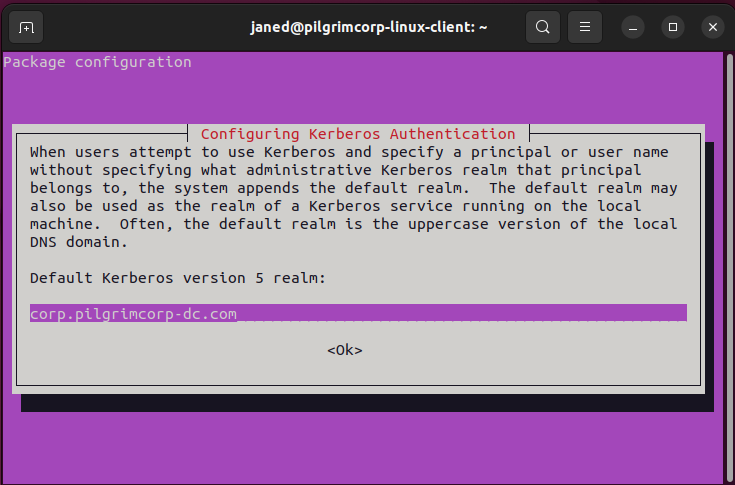 janed@pilgrimcorp-linux-client: ~
Package configuration
Configuring Kerberos Authentication
When users attempt to use Kerberos and specify a principal or user name
without specifying what administrative Kerberos realm that principal
belongs to, the system appends the default realm.  The default realm may
also be used as the realm of a Kerberos service running on the local
machine.  Often, the default realm is the uppercase version of the local
DNS domain.
Default Kerberos version 5 realm:
corp.pilgrimcorp-dc.com
<Ok>